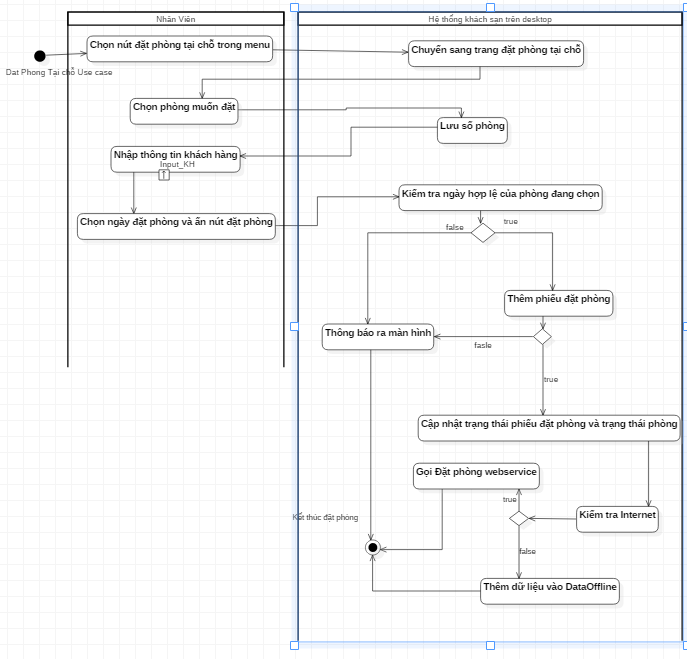 Nhân Viên
Hệ thống khách sạn trên desktop
Chọn nút đặt phòng tại chỗ trong menu
Chuyển sang trang đặt phòng tại chỗ
Dat Phong Tại chỗ Use case
Chọn phòng muốn đặt
Lưu số phòng
Nhập thông tin khách hàng
Input_KH
Kiểm tra ngày hợp lệ của phòng đang chọn
Chọn ngày đặt phòng và ấn nút đặt phòng
false
true
Thêm phiếu đặt phòng
Thông báo ra màn hình
fasle
true
Cập nhật trạng thái phiếu đặt phòng và trạng thái phòng
Gọi Đặt phòng webservice
true
Kiểm tra Internet
Kết thúc đặt phòng
false
Thêm dữ liệu vào DataOffline